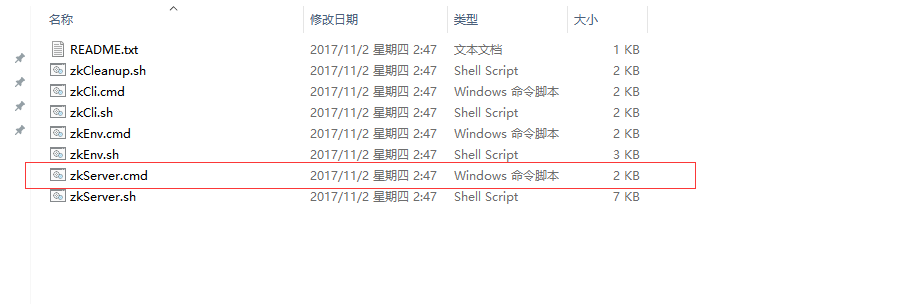 名称 修改日期 类型 大小
README.txt 2017/11/2 星期四 2:47 文本文档 1 KB
zkCleanup.sh 2017/11/2 星期四 2:47 Shell Script 2 KB
zkCli.cmd 2017/11/2 星期四 2:47 Windows 命令脚本 2 KB
zkCli.sh 2017/11/2 星期四 2:47 Shell Script 2 KB
zkEnv.cmd 2017/11/2 星期四 2:47 Windows 命令脚本 2 KB
zkEnv.sh 2017/11/2 星期四 2:47 Shell Script 3 KB
zkServer.cmd 2017/11/2 星期四 2:47 Windows 命令脚本 2 KB
zkServer.sh 2017/11/2 星期四 2:47 Shell Script 7 KB